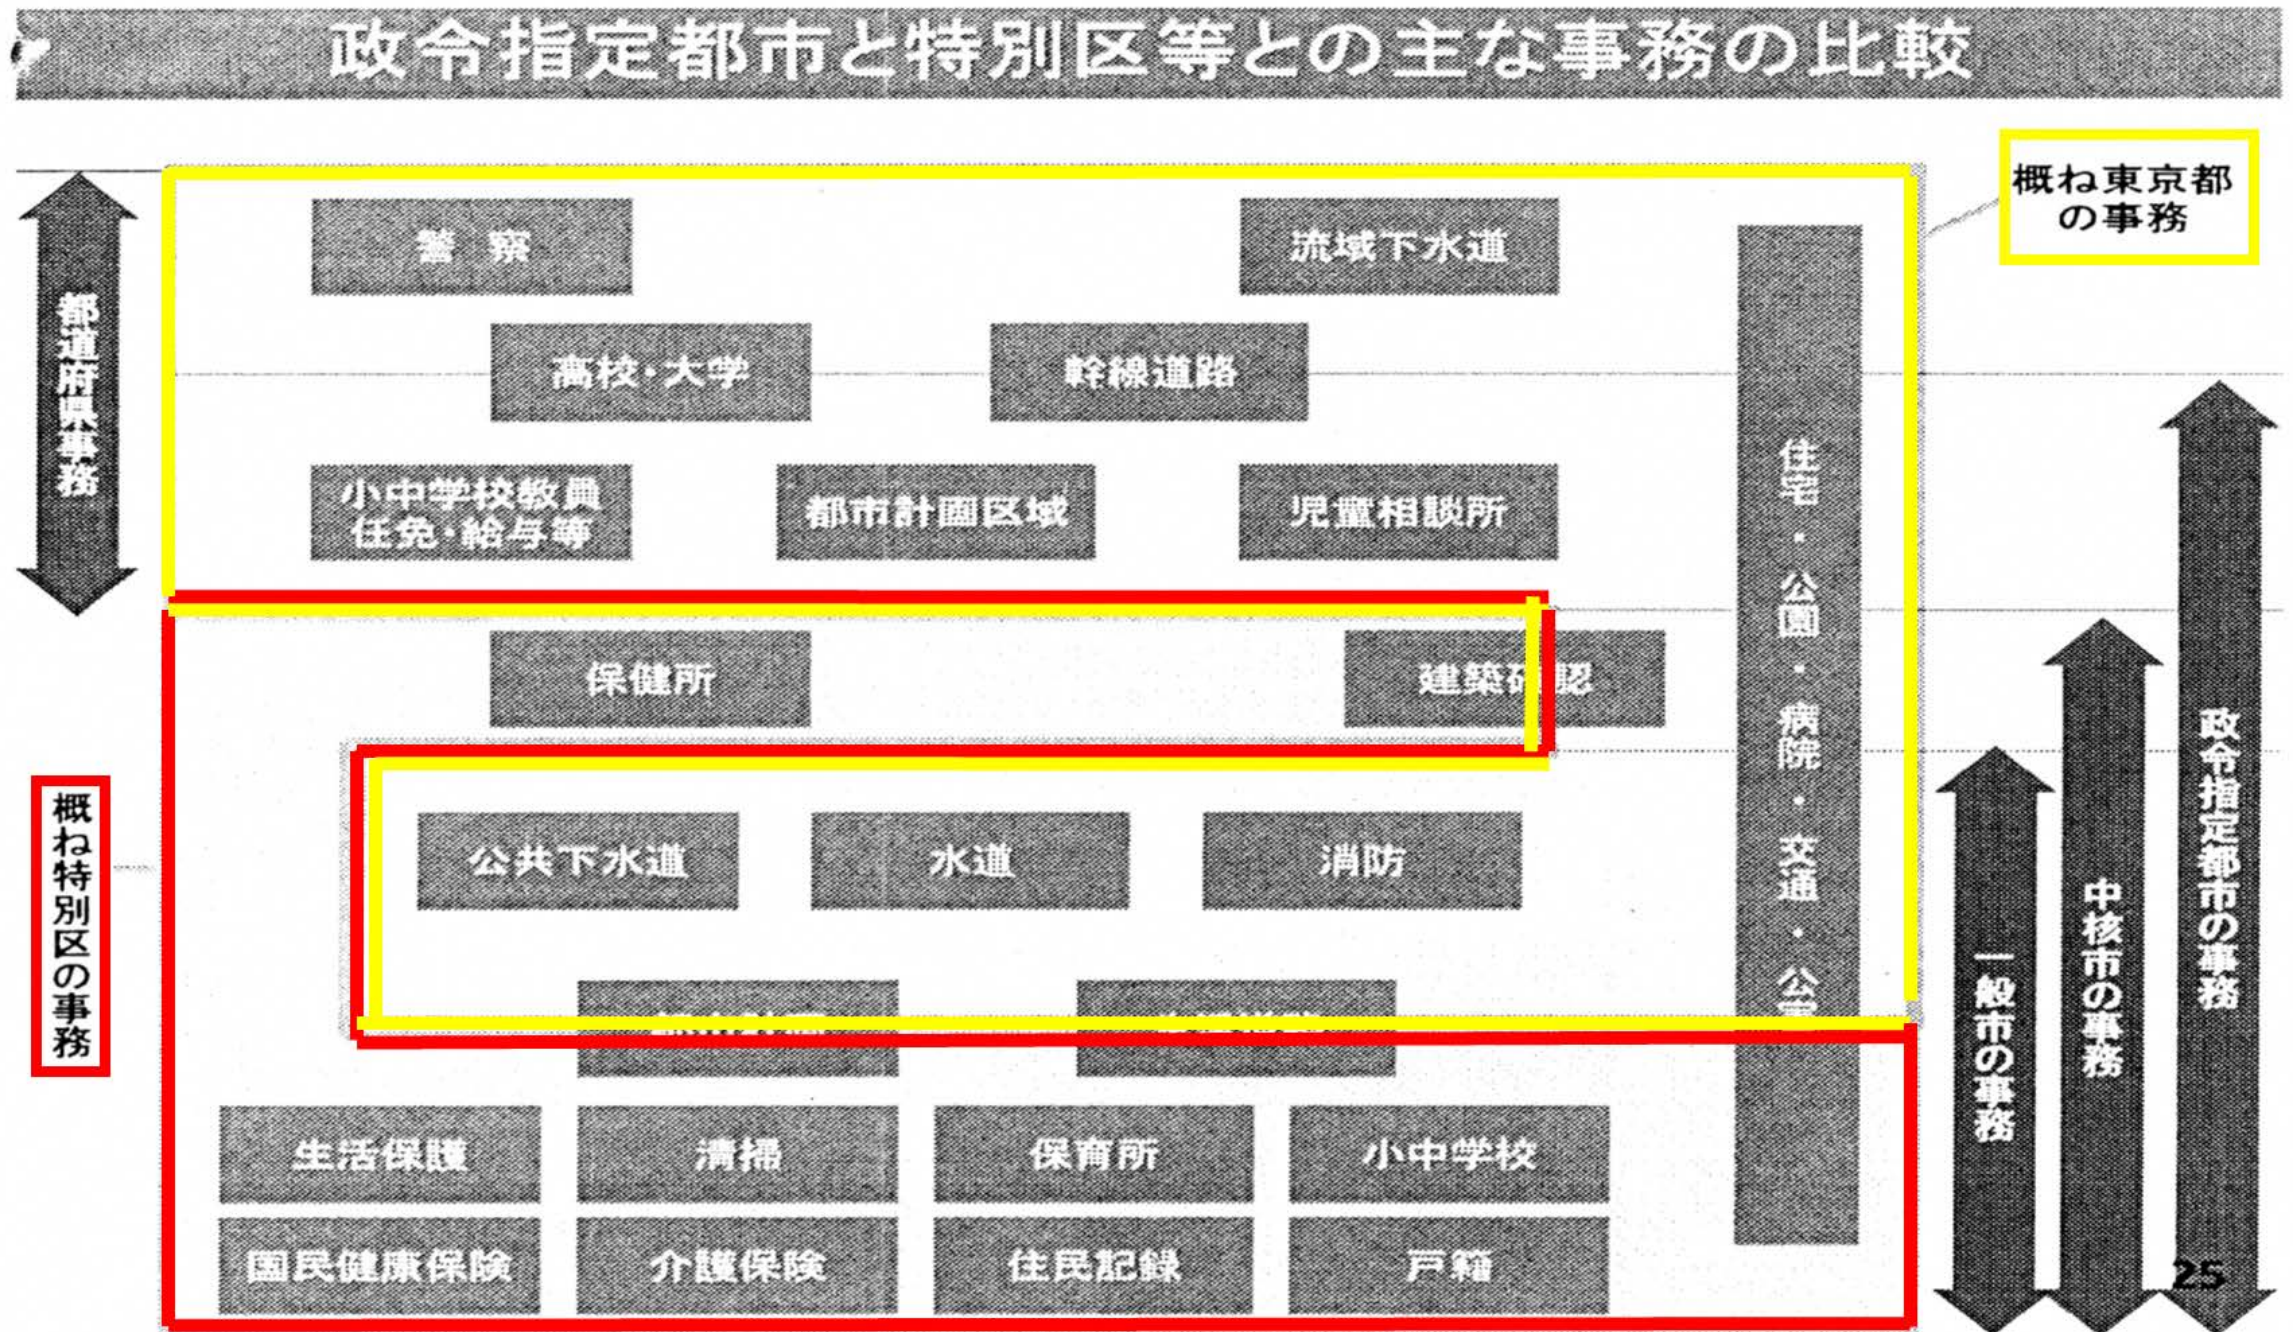 政令指定都市と特別区等との主な事務の比較
概ね東京都
の事務
都道府県事務
警察
流域下水道
高校・大学
幹線道路
小中学校教員
任免・給与等
都市計画区域
児童相談所
住宅・公園・病院・交通・公
保健所
建築確認
概ね特別区の事務
公共下水道
水道
消防
生活保護
清掃
保育所
小中学校
国民健康保険
介護保険
住民記録
戸籍
一般市の事務
中核市の事務
政令指定都市の事務
25